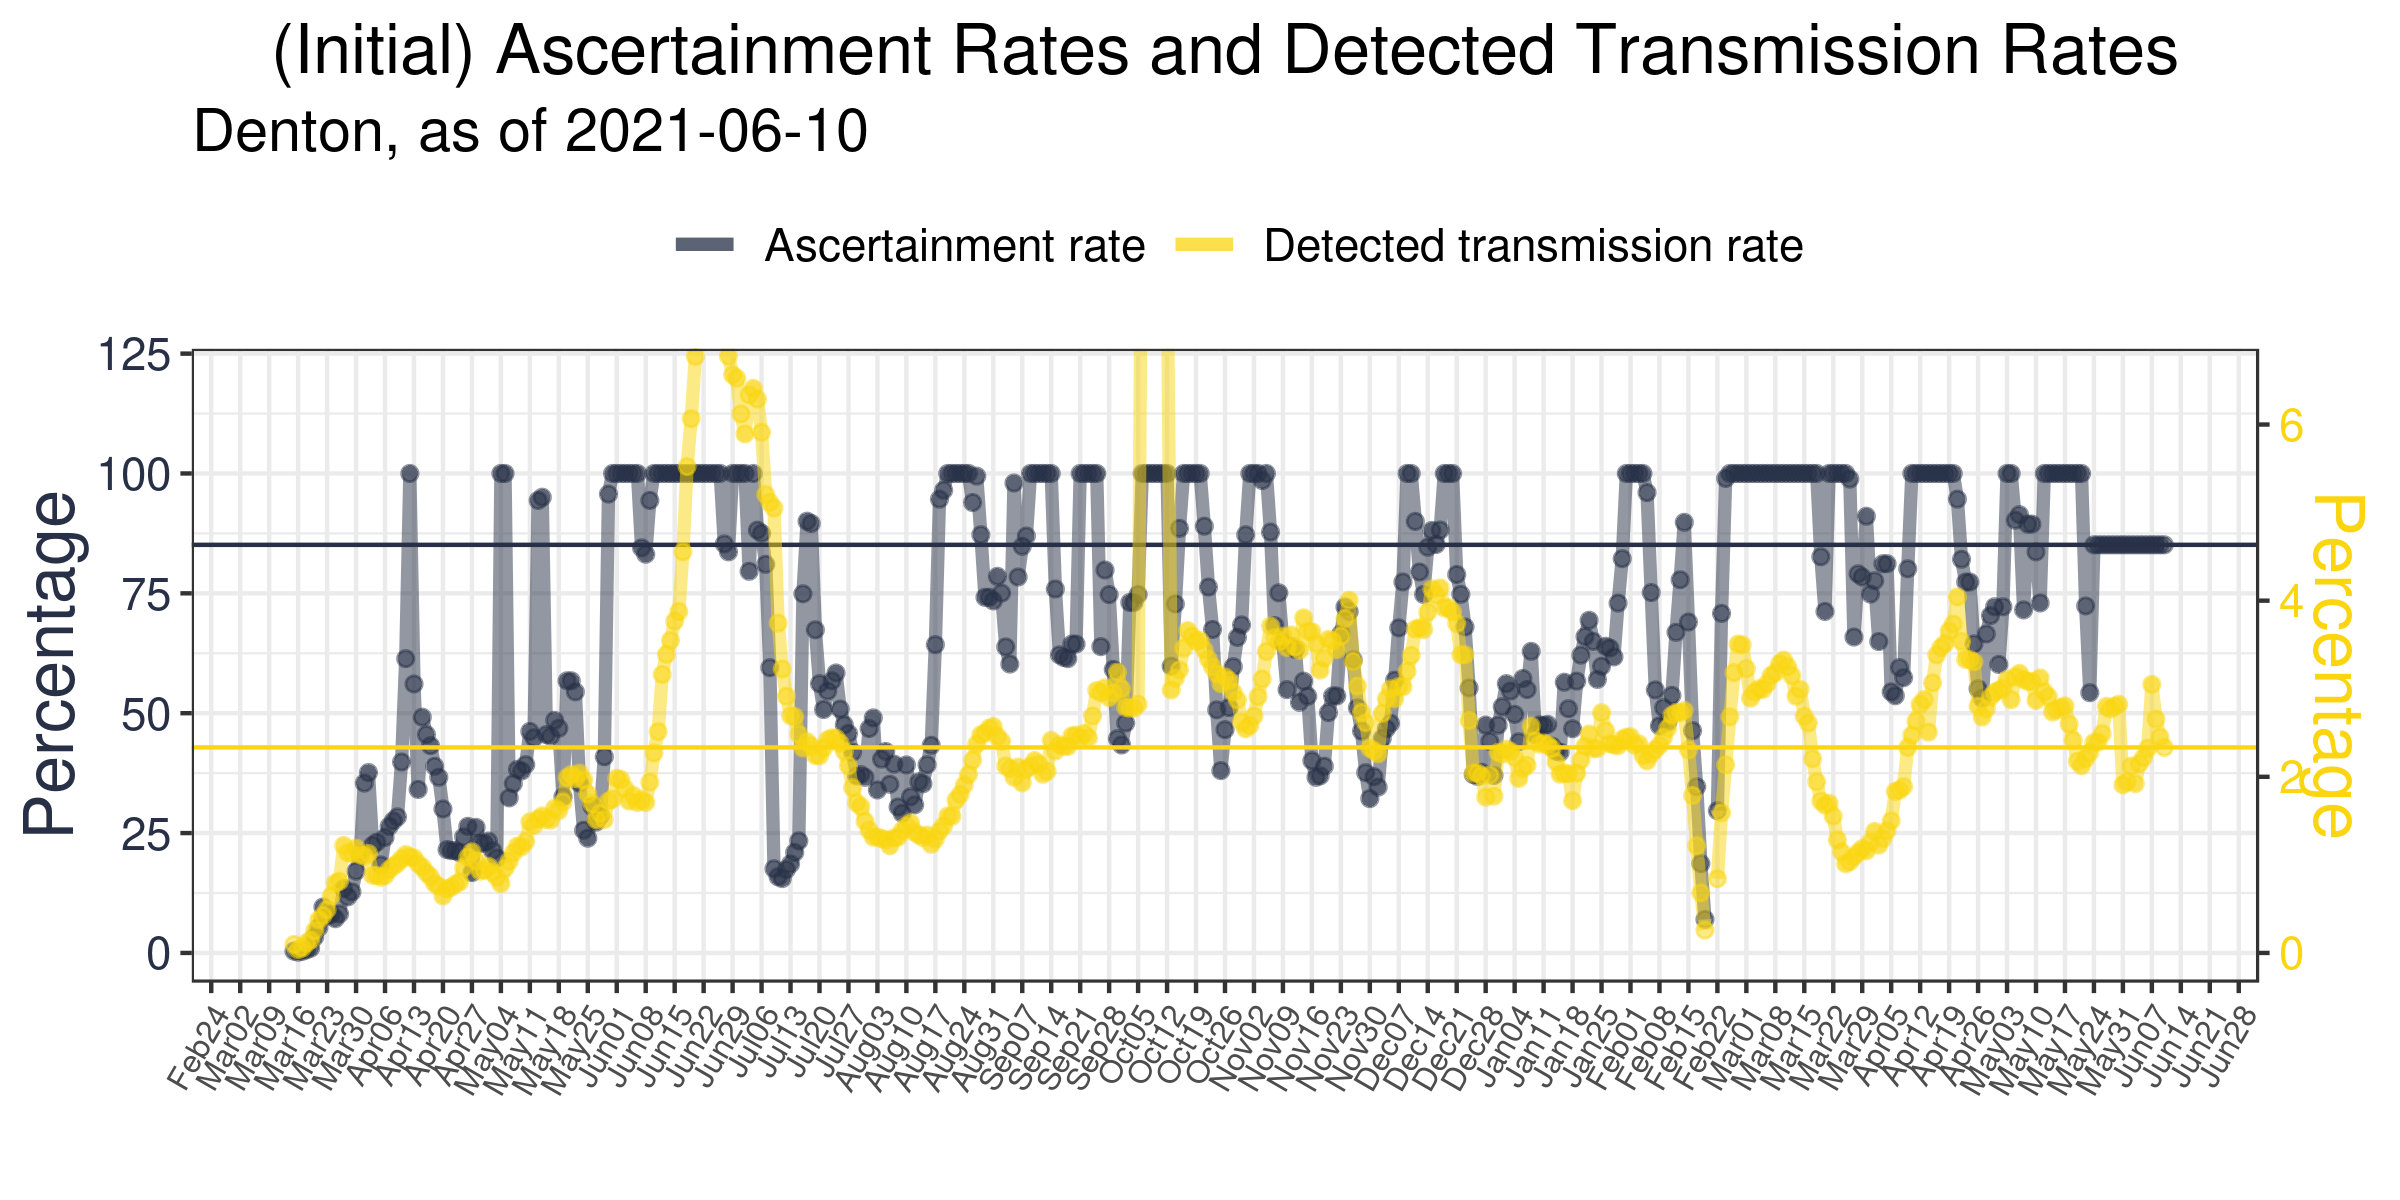 (Initial) Ascertainment Rates and Detected Transmission Rates
Denton, as of 2021-06-10
Ascertainment rate
Detected transmission rate
Percentage
125
100
75
50
25
0
6
4
2
0
Percentage
Feb24
Mar02
Mar09
Mar16
Mar23
Mar30
Apr06
Apr13
Apr20
Apr27
May04
May11
May18
May25
Jun01
Jun08
Jun15
Jun22
Jun29
Jul06
Jul13
Jul20
Jul27
Aug03
Aug10
Aug17
Aug24
Aug31
Sep07
Sep14
Sep21
Sep28
Oct05
Oct12
Oct19
Oct26
Nov02
Nov09
Nov16
Nov23
Nov30
Dec07
Dec14
Dec21
Dec28
Jan04
Jan11
Jan18
Jan25
Feb01
Feb08
Feb15
Feb22
Mar01
Mar08
Mar15
Mar22
Mar29
Apr05
Apr12
Apr19
Apr26
May03
May10
May17
May24
May31
Jun07
Jun14
Jun21
Jun28